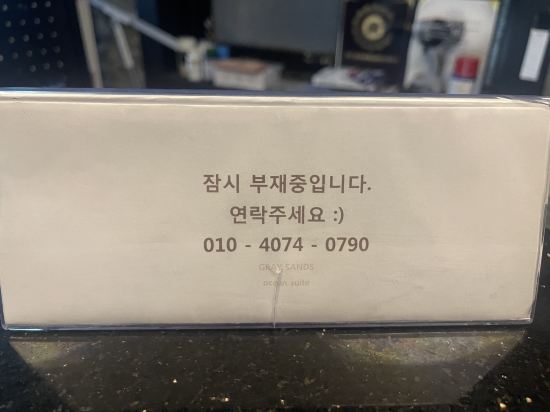 잠시 부재중입니다.
연락주세요 :)
010 - 4074 - 0790
GRAY SANDS
ocean suite